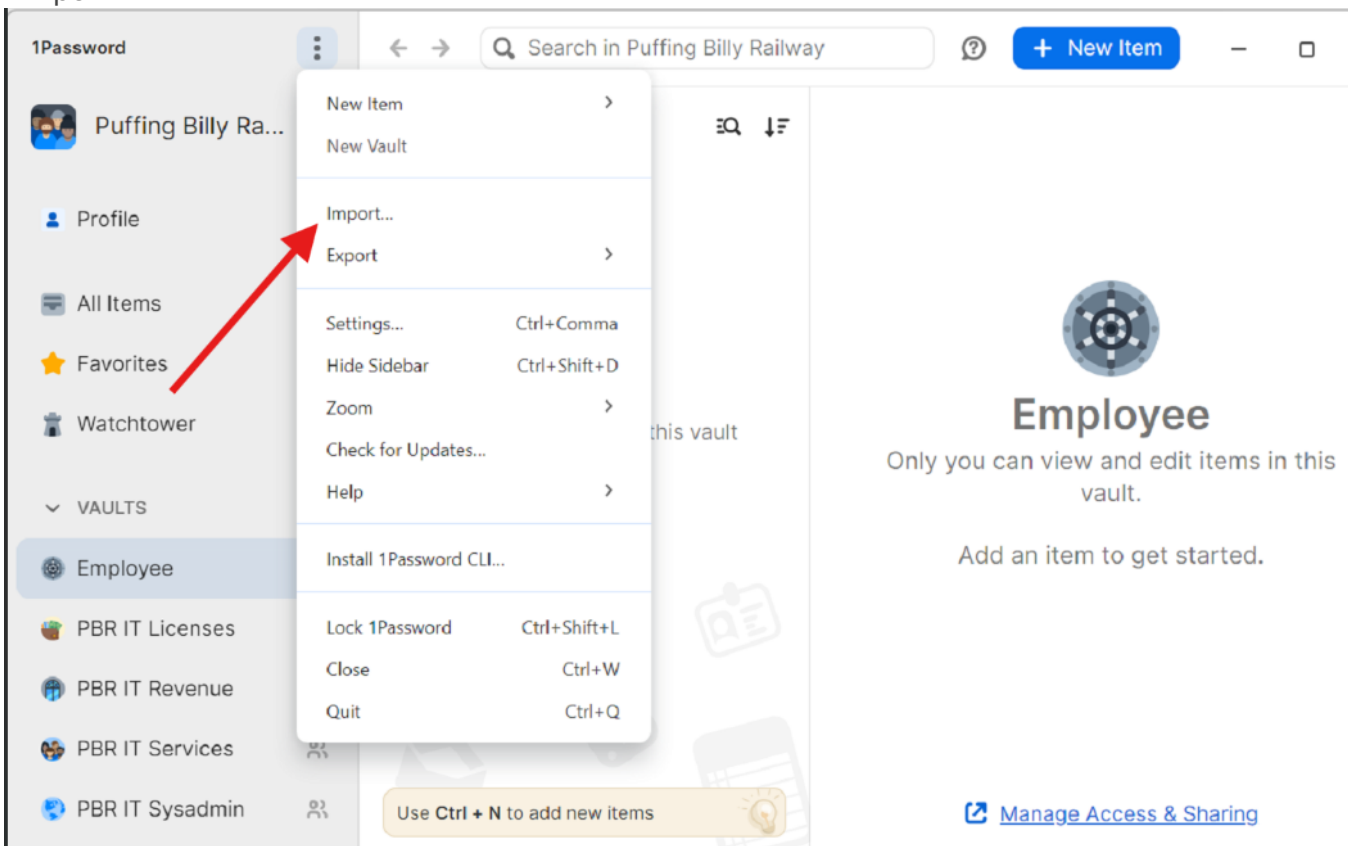 1Password
Search in Puffing Billy Railway
+ New Item
Puffing Billy Ra...
Profile
All Items
Favorites
Watchtower
VAULTS
Employee
PBR IT Licenses
PBR IT Revenue
PBR IT Services
PBR IT Sysadmin
New Item
New Vault
Import...
Export
Settings... Ctrl+Comma
Hide Sidebar Ctrl+Shift+D
Zoom
Check for Updates...
Help
Install 1Password CLI...
Lock 1Password Ctrl+Shift+L
Close Ctrl+W
Quit Ctrl+Q
this vault
Use Ctrl + N to add new items
Employee
Only you can view and edit items in this
vault.
Add an item to get started.
Manage Access & Sharing